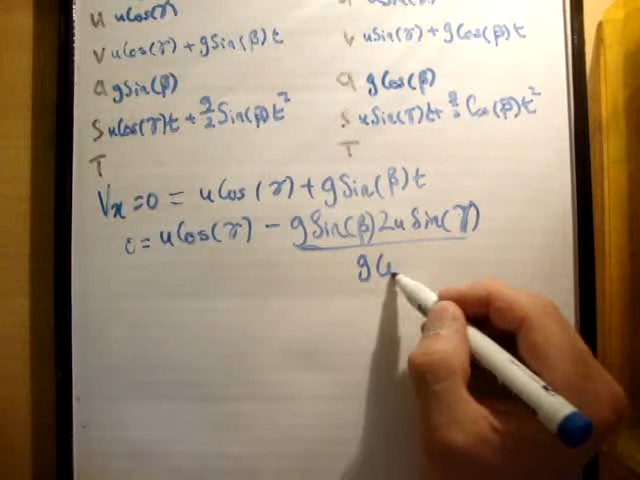 u uCos(γ)
v uCos(γ) + gSin(β)t v uSin(γ) + gCos(β)t
a gSin(β) a gCos(β)
s uCos(γ)t + g/2 Sin(β)t² s uSin(γ)t + g/2 Cos(β)t²
T T
Vx = 0 = uCos(γ) + gSin(β)t
0 = uCos(γ) - gSin(β)2uSin(γ)
g